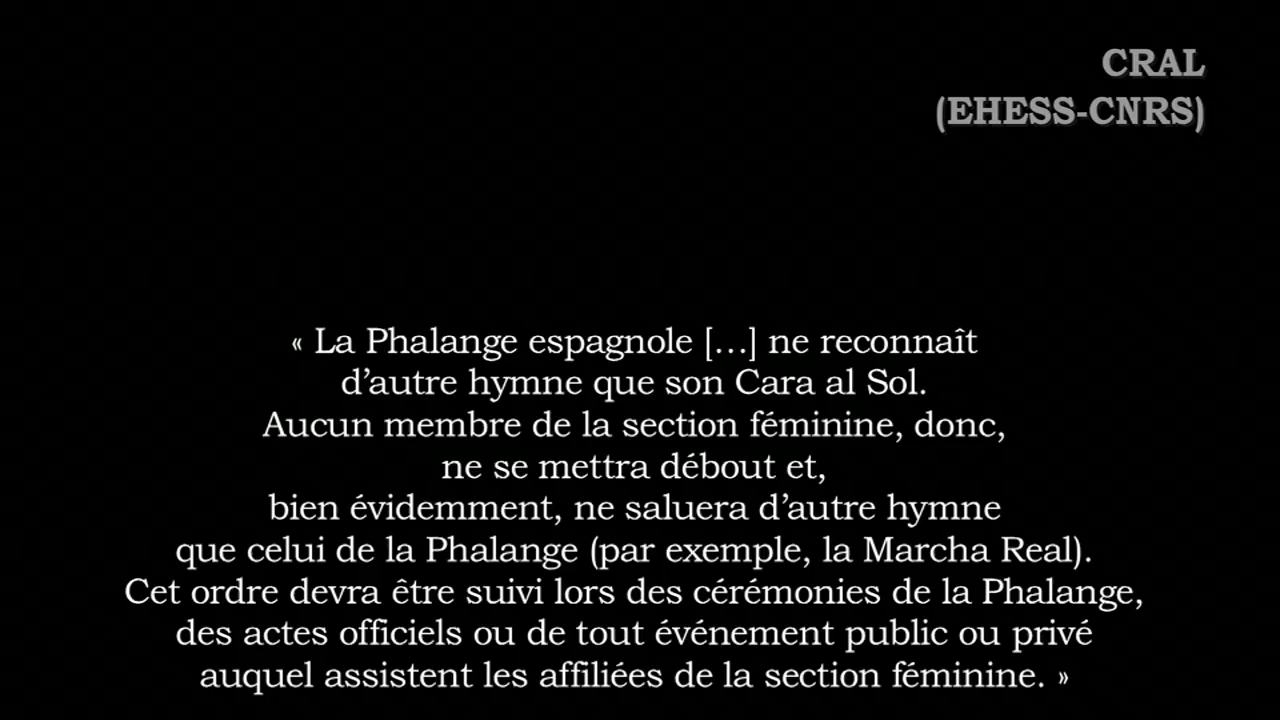 CRAL
(EHESS-CNRS)
« La Phalange espagnole [...] ne reconnaît
d’autre hymne que son Cara al Sol.
Aucun membre de la section féminine, donc,
ne se mettra débout et,
bien évidemment, ne saluera d’autre hymne
que celui de la Phalange (par exemple, la Marcha Real).
Cet ordre devra être suivi lors des cérémonies de la Phalange,
des actes officiels ou de tout événement public ou privé
auquel assistent les affiliées de la section féminine. »